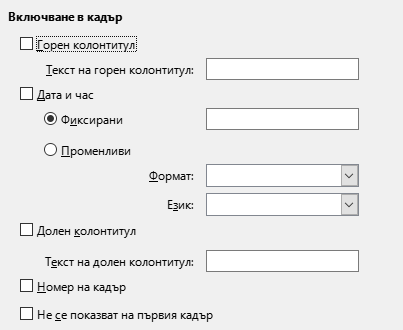 Включване в кадър
Горен колонтитул
Текст на горен колонтитул:
Дата и час
Фиксирани
Променливи
Формат:
Език:
Долен колонтитул
Текст на долен колонтитул:
Номер на кадър
Не се показват на първия кадър